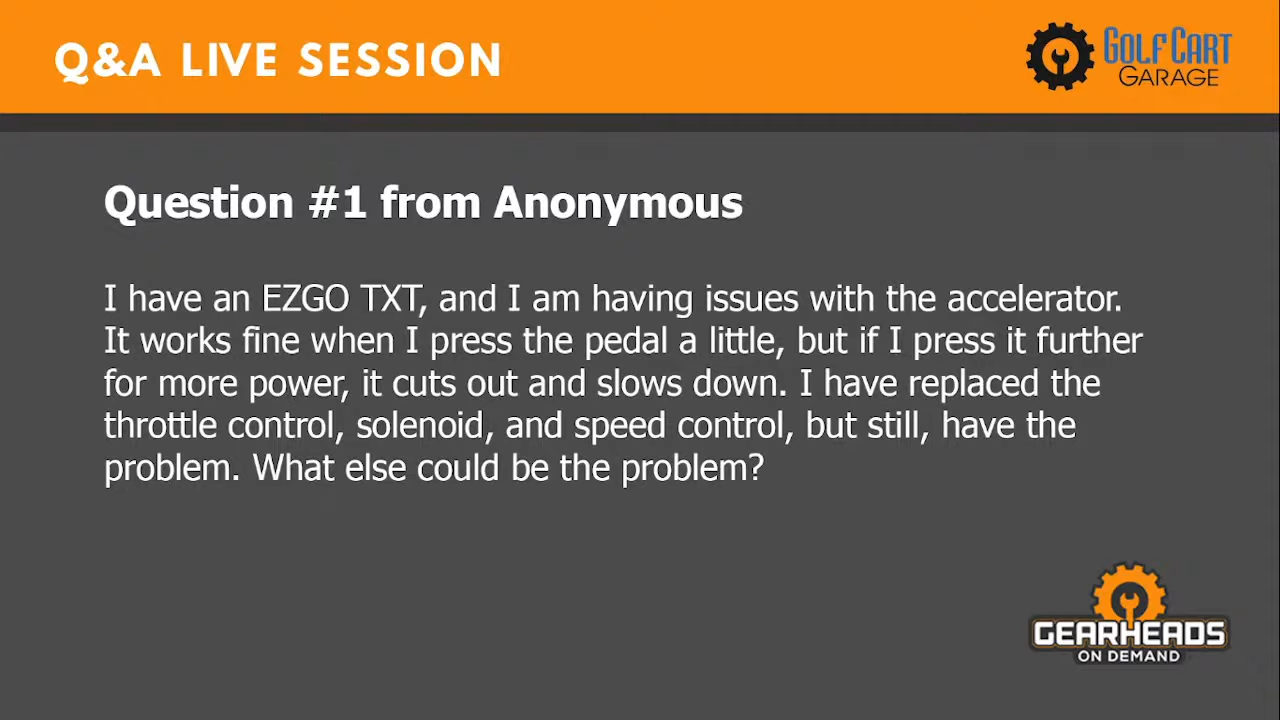 Q&A LIVE SESSION
GOLF CART
GARAGE
Question #1 from Anonymous
I have an EZGO TXT, and I am having issues with the accelerator.
It works fine when I press the pedal a little, but if I press it further
for more power, it cuts out and slows down. I have replaced the
throttle control, solenoid, and speed control, but still, have the
problem. What else could be the problem?
GEARHEADS
ON DEMAND